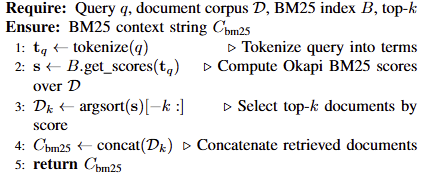 Require: Query q, document corpus 𝒟, BM25 index B, top-k
Ensure: BM25 context string C_bm25
1: t_q ← tokenize(q) ▷ Tokenize query into terms
2: s ← B.get_scores(t_q) ▷ Compute Okapi BM25 scores
over 𝒟
3: 𝒟_k ← argsort(s)[−k :] ▷ Select top-k documents by
score
4: C_bm25 ← concat(𝒟_k) ▷ Concatenate retrieved documents
5: return C_bm25